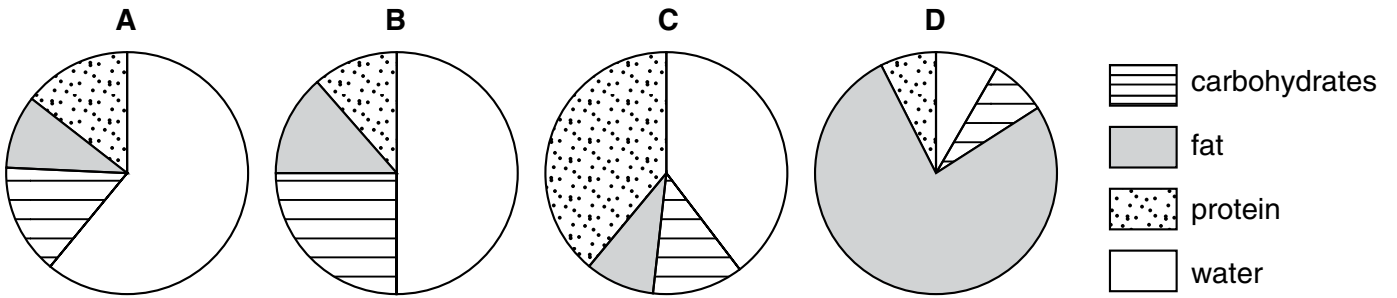 A B C D
carbohydrates
fat
protein
water